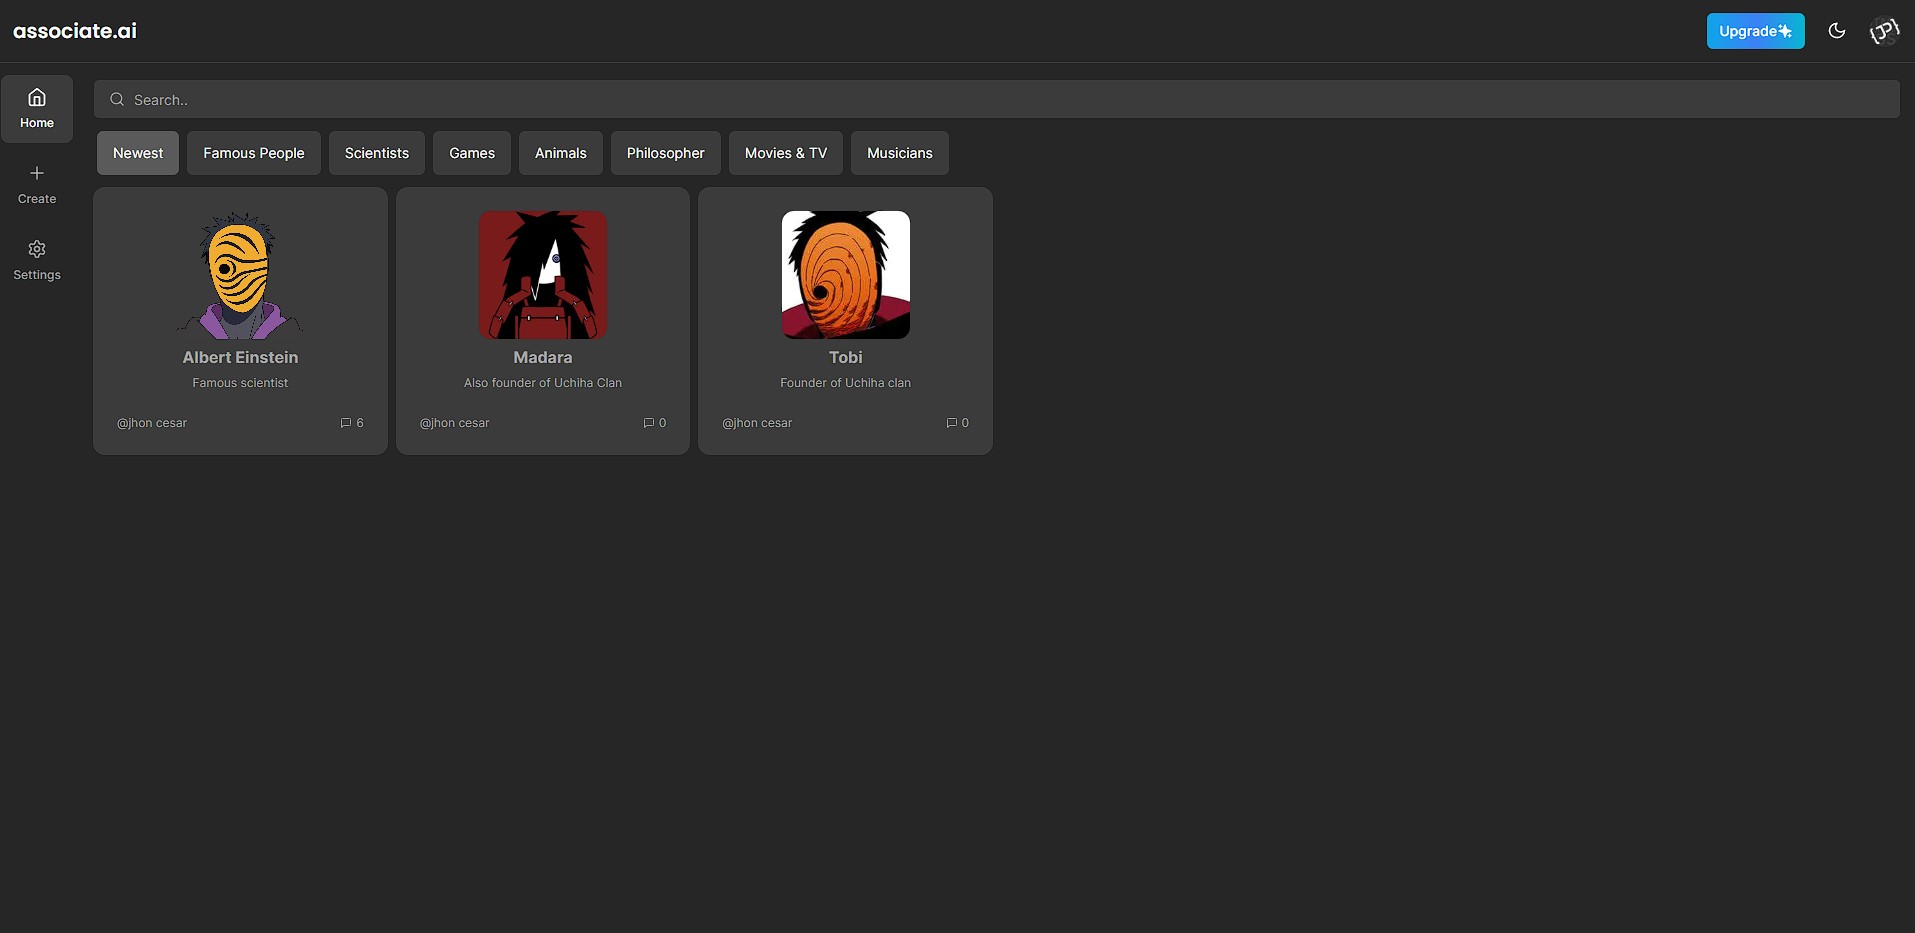 associate.ai
Upgrade
Home
Create
Settings
Search..
Newest
Famous People
Scientists
Games
Animals
Philosopher
Movies & TV
Musicians
Albert Einstein
Famous scientist
@jhon cesar
6
Madara
Also founder of Uchiha Clan
@jhon cesar
0
Tobi
Founder of Uchiha clan
@jhon cesar
0